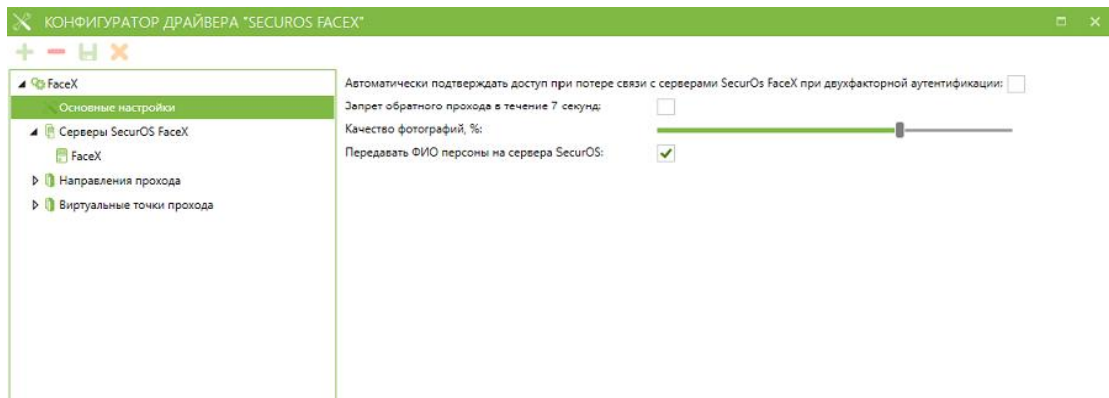 КОНФИГУРАТОР ДРАЙВЕРА "SECUROS FACEX"
FaceX
Основные настройки
Серверы SecurOS FaceX
FaceX
Направления прохода
Виртуальные точки прохода
Автоматически подтверждать доступ при потере связи с серверами SecurOs FaceX при двухфакторной аутентификации:
Запрет обратного прохода в течение 7 секунд:
Качество фотографий, %:
Передавать ФИО персоны на сервера SecurOS: